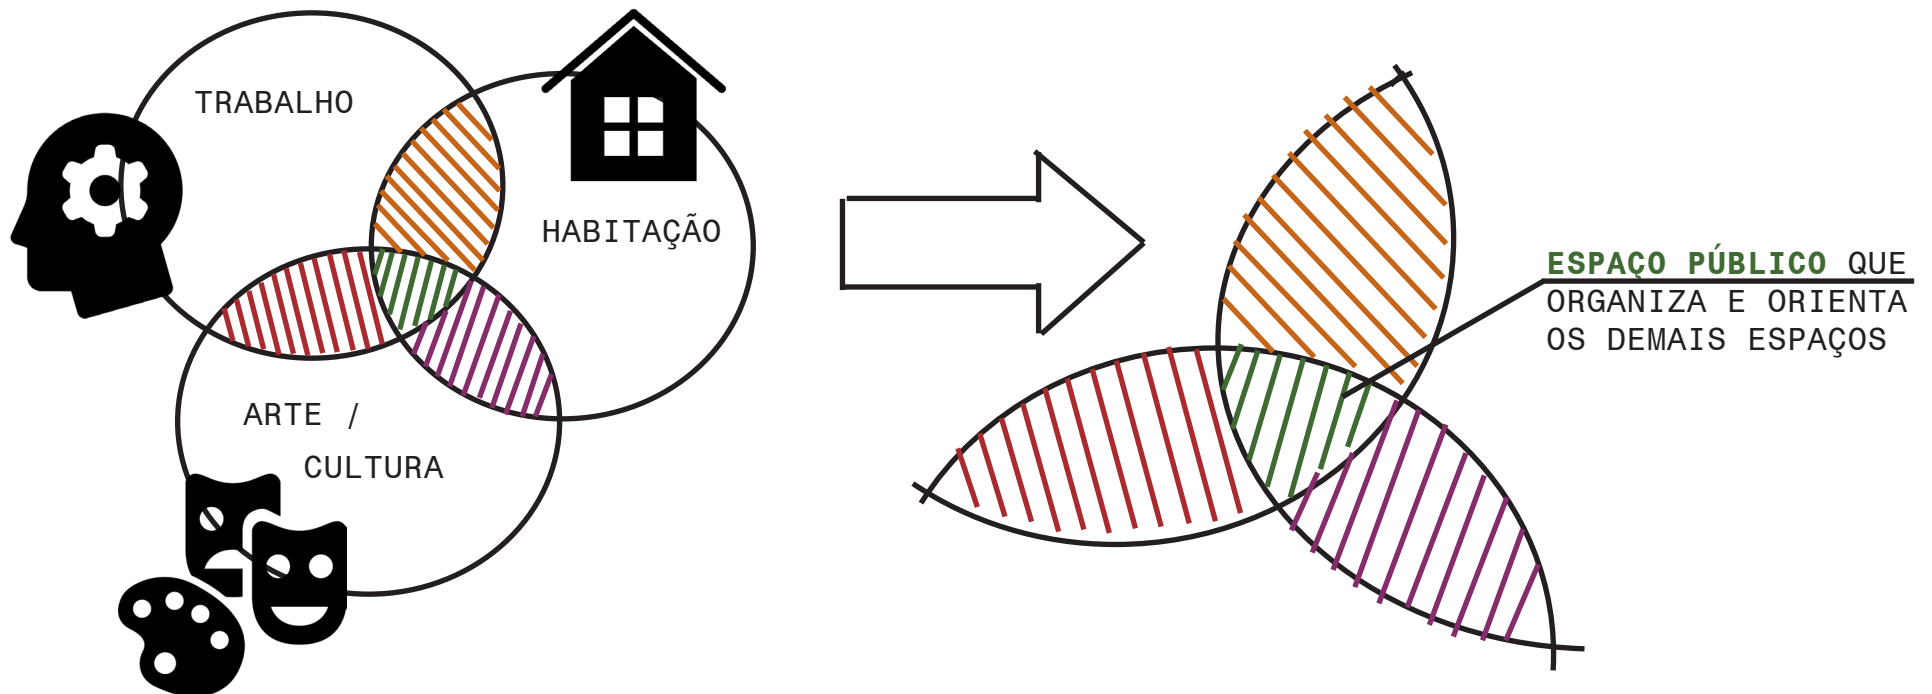 TRABALHO
HABITAÇÃO
ARTE /
CULTURA
ESPAÇO PÚBLICO QUE
ORGANIZA E ORIENTA
OS DEMAIS ESPAÇOS